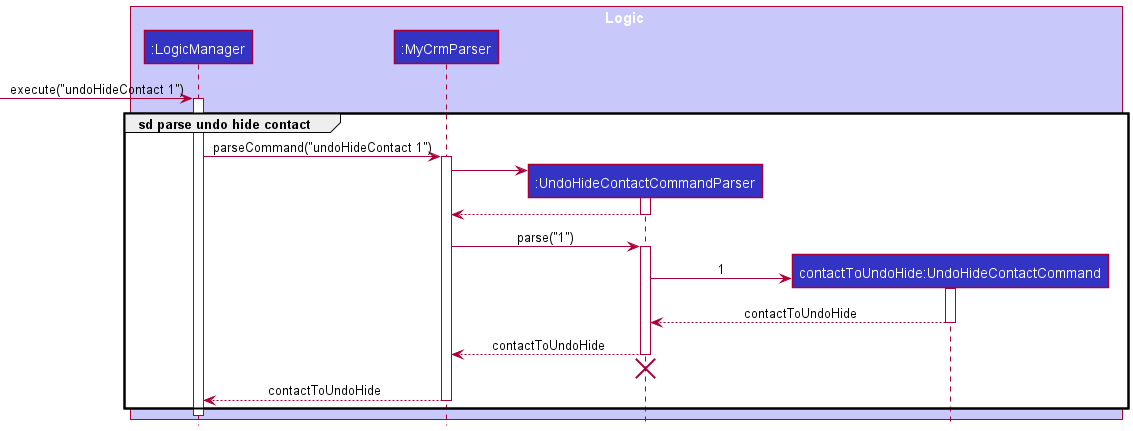 Logic
:LogicManager
:MyCrmParser
execute("undoHideContact 1")
sd parse undo hide contact
parseCommand("undoHideContact 1")
:UndoHideContactCommandParser
parse("1")
1
contactToUndoHide:UndoHideContactCommand
contactToUndoHide
contactToUndoHide
contactToUndoHide